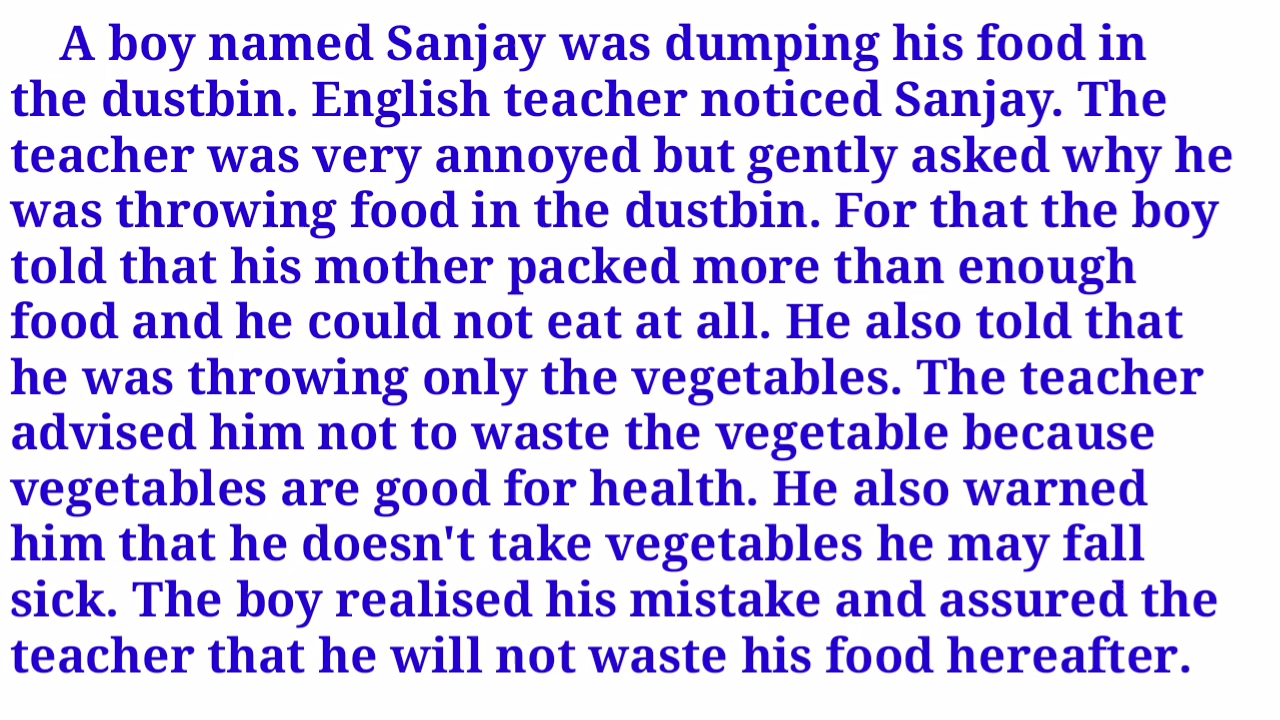 A boy named Sanjay was dumping his food in
the dustbin. English teacher noticed Sanjay. The
teacher was very annoyed but gently asked why he
was throwing food in the dustbin. For that the boy
told that his mother packed more than enough
food and he could not eat at all. He also told that
he was throwing only the vegetables. The teacher
advised him not to waste the vegetable because
vegetables are good for health. He also warned
him that he doesn't take vegetables he may fall
sick. The boy realised his mistake and assured the
teacher that he will not waste his food hereafter.